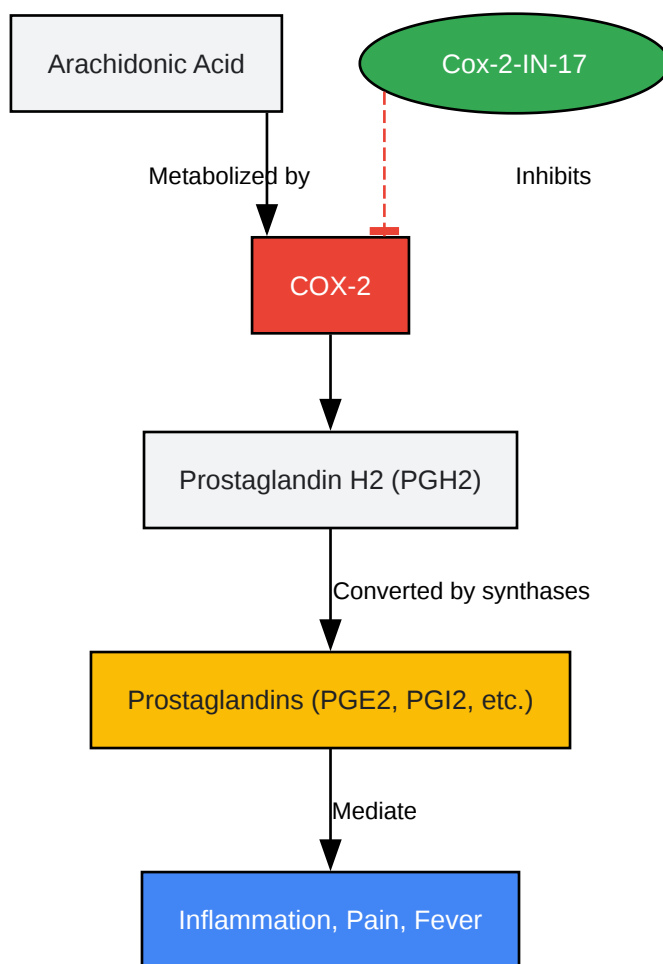 Arachidonic Acid
Cox-2-IN-17
Metabolized by
Inhibits
COX-2
Prostaglandin H2 (PGH2)
Converted by synthases
Prostaglandins (PGE2, PGI2, etc.)
Mediate
Inflammation, Pain, Fever